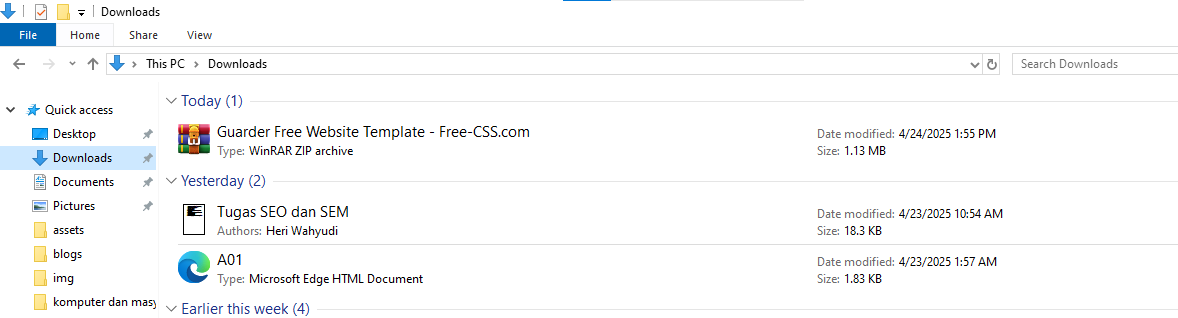 Downloads
File Home Share View
This PC Downloads Search Downloads
Quick access
Desktop
Downloads
Documents
Pictures
assets
blogs
img
komputer dan masy
Today (1)
Guarder Free Website Template - Free-CSS.com
Type: WinRAR ZIP archive
Date modified: 4/24/2025 1:55 PM
Size: 1.13 MB
Yesterday (2)
Tugas SEO dan SEM
Authors: Heri Wahyudi
Date modified: 4/23/2025 10:54 AM
Size: 18.3 KB
A01
Type: Microsoft Edge HTML Document
Date modified: 4/23/2025 1:57 AM
Size: 1.83 KB
Earlier this week (4)